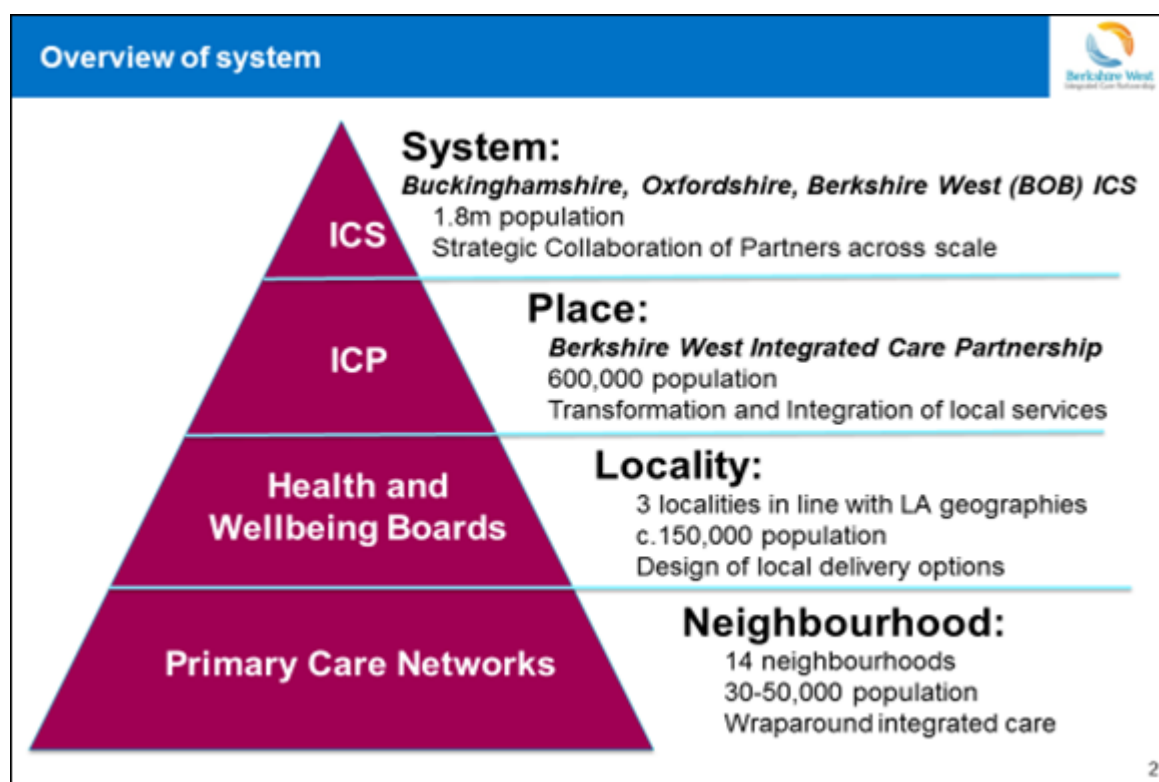 Overview of system
Berkshire West
Integrated Care Partnership
System:
Buckinghamshire, Oxfordshire, Berkshire West (BOB) ICS
1.8m population
Strategic Collaboration of Partners across scale
ICS
Place:
Berkshire West Integrated Care Partnership
600,000 population
Transformation and Integration of local services
ICP
Locality:
3 localities in line with LA geographies
c.150,000 population
Design of local delivery options
Health and
Wellbeing Boards
Neighbourhood:
14 neighbourhoods
30-50,000 population
Wraparound integrated care
Primary Care Networks
2